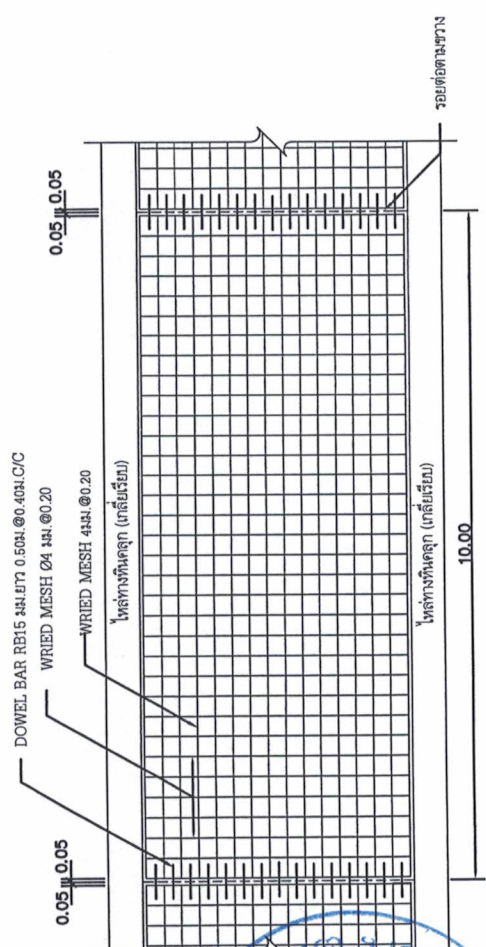 DOWEL BAR RB15 มม.ยาว 0.50ม.@0.40ม.C/C
WRIED MESH Ø4 มม.@0.20
WRIED MESH 4มม.@0.20
0.05 0.05
0.05 0.05
ไหล่ทางหินคลุก (เกลี่ยเรียบ)
ไหล่ทางหินคลุก (เกลี่ยเรียบ)
รอยต่อตามขวาง
10.00